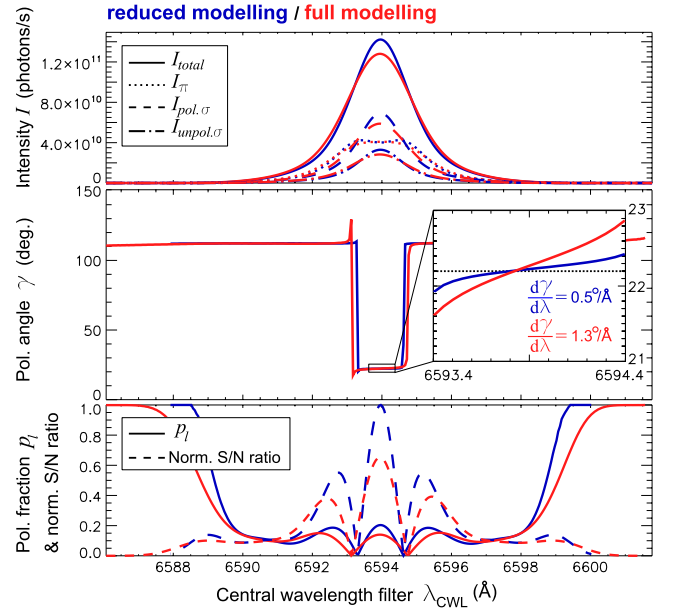 reduced modelling / full modelling
Intensity I (photons/s)
1.2×10¹¹
8.0×10¹⁰
4.0×10¹⁰
0
I_total
I_π
I_pol.σ
I_unpol.σ
Pol. angle γ (deg.)
150
100
50
0
23
22
21
6593.4 6594.4
dγ/dλ =0.5°/Å
dγ/dλ =1.3°/Å
Pol. fraction p_l
& norm. S/N ratio
1.0
0.8
0.6
0.4
0.2
0.0
p_l
Norm. S/N ratio
6588 6590 6592 6594 6596 6598 6600
Central wavelength filter λ_CWL (Å)